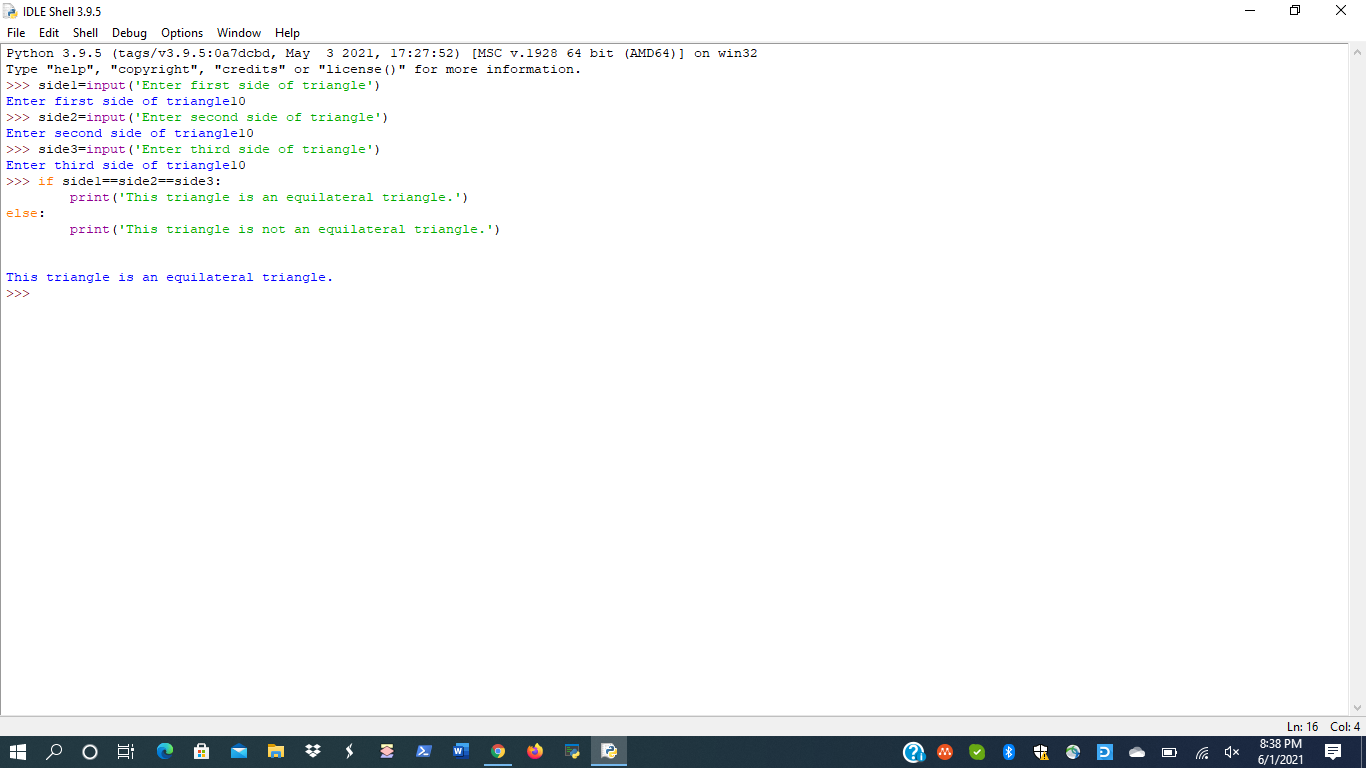 IDLE Shell 3.9.5
File Edit Shell Debug Options Window Help
Python 3.9.5 (tags/v3.9.5:0a7dcbd, May  3 2021, 17:27:52) [MSC v.1928 64 bit (AMD64)] on win32
Type "help", "copyright", "credits" or "license()" for more information.
>>> side1=input('Enter first side of triangle')
Enter first side of triangle10
>>> side2=input('Enter second side of triangle')
Enter second side of triangle10
>>> side3=input('Enter third side of triangle')
Enter third side of triangle10
>>> if side1==side2==side3:
        print('This triangle is an equilateral triangle.')
else:
        print('This triangle is not an equilateral triangle.')
This triangle is an equilateral triangle.
>>>
Ln: 16 Col: 4
8:38 PM
6/1/2021